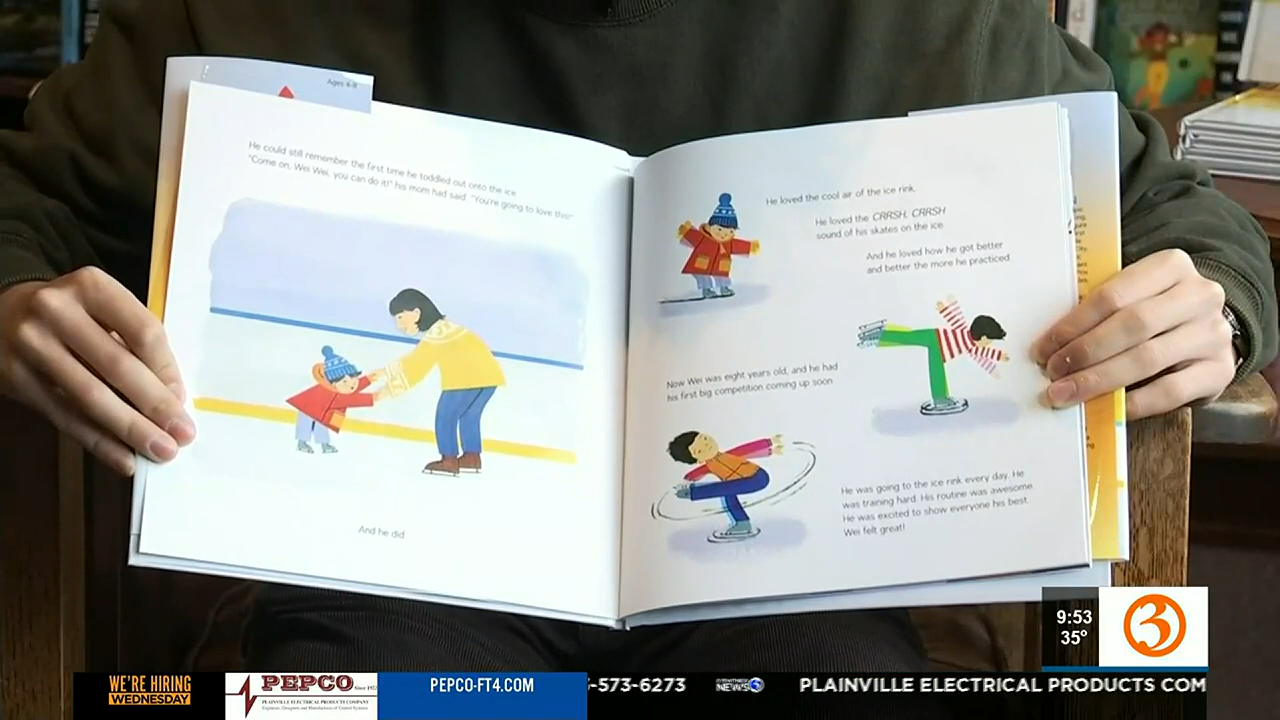 Ages 4-8
He could still remember the first time he toddled out onto the ice.
"Come on, Wei Wei, you can do it!" his mom had said. "You're going to love this!"
And he did
He loved the cool air of the ice rink.
He loved the CRRSH, CRRSH
sound of his skates on the ice
And he loved how he got better
and better the more he practiced
Now Wei was eight years old, and he had
his first big competition coming up soon
He was going to the ice rink every day. He
was training hard. His routine was awesome.
He was excited to show everyone his best.
Wei felt great!
9:53
35°
3
WE'RE HIRING
WEDNESDAY
PEPCO Since 1922
PLAINVILLE ELECTRICAL PRODUCTS COMPANY
PEPCO-FT4.COM
-573-6273
EYEWITNESS
NEWS 3
PLAINVILLE ELECTRICAL PRODUCTS COM